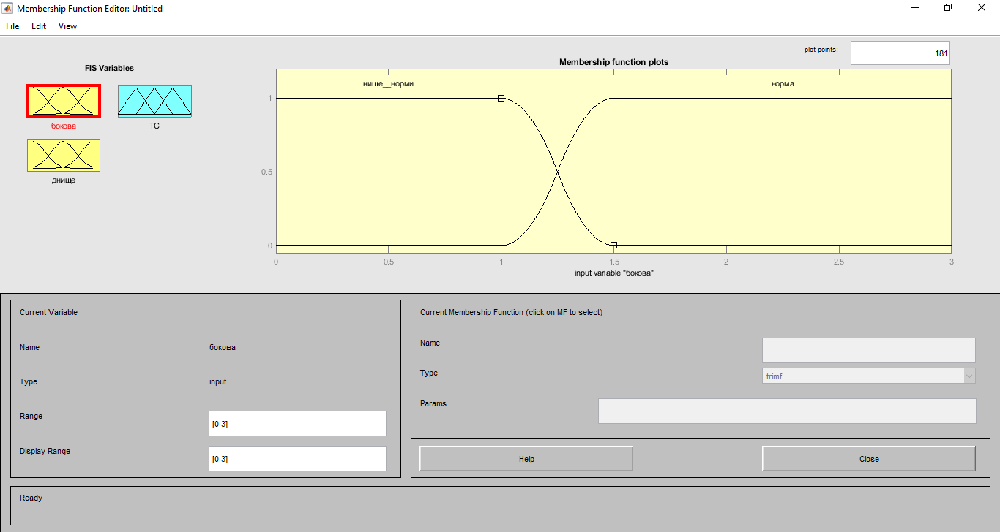 Membership Function Editor: Untitled
File Edit View
plot points: 181
FIS Variables
бокова
TC
днище
Membership function plots
нище__норми норма
1
0.5
0
0 0.5 1 1.5 2 2.5 3
input variable "бокова"
Current Variable
Name бокова
Type input
Range [0 3]
Display Range [0 3]
Current Membership Function (click on MF to select)
Name
Type trimf
Params
Help Close
Ready